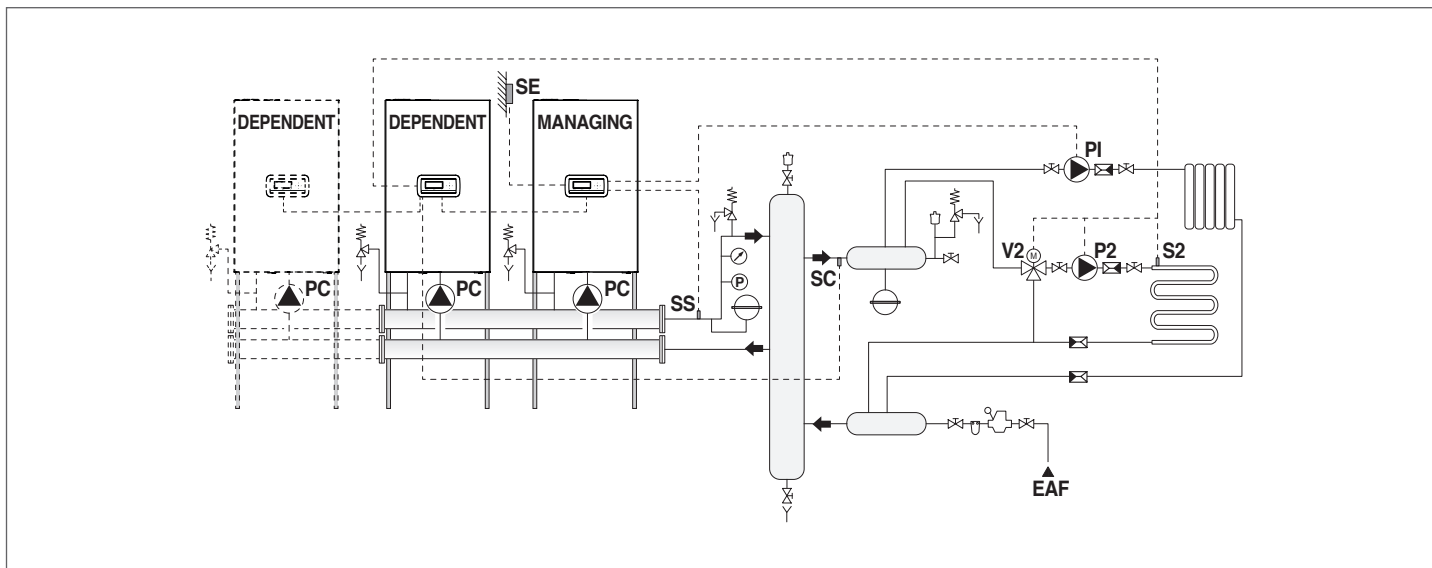 SE
DEPENDENT
DEPENDENT
MANAGING
PI
V2
M
P2
S2
SC
PC
PC
PC
SS
P
EAF